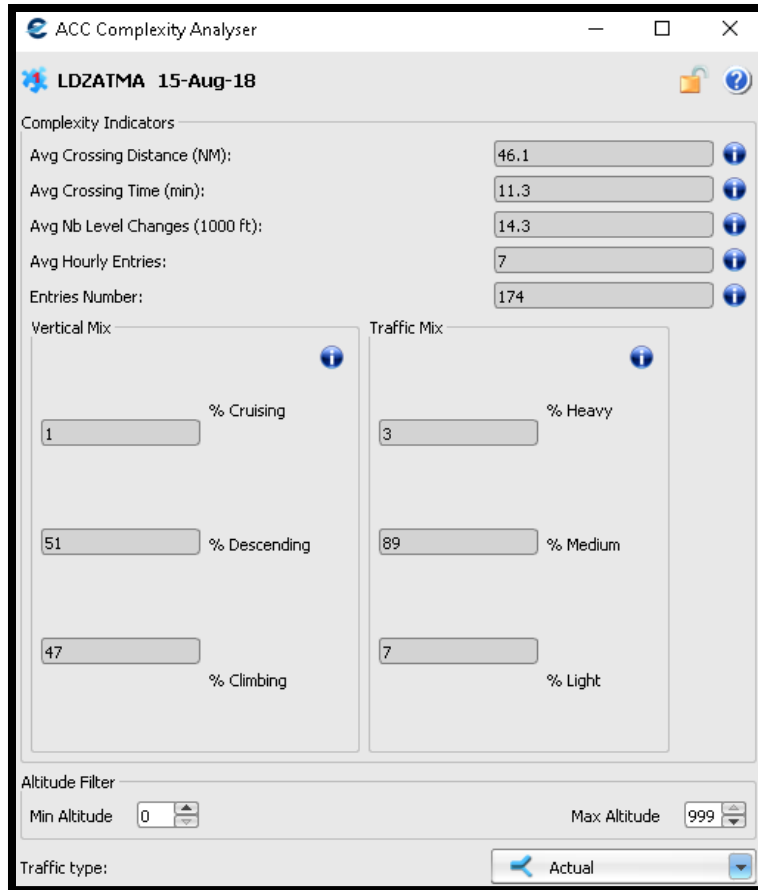 ACC Complexity Analyser
LDZATMA 15-Aug-18
Complexity Indicators
Avg Crossing Distance (NM): 46.1
Avg Crossing Time (min): 11.3
Avg Nb Level Changes (1000 ft): 14.3
Avg Hourly Entries: 7
Entries Number: 174
Vertical Mix
1 % Cruising
51 % Descending
47 % Climbing
Traffic Mix
3 % Heavy
89 % Medium
7 % Light
Altitude Filter
Min Altitude 0 Max Altitude 999
Traffic type: Actual